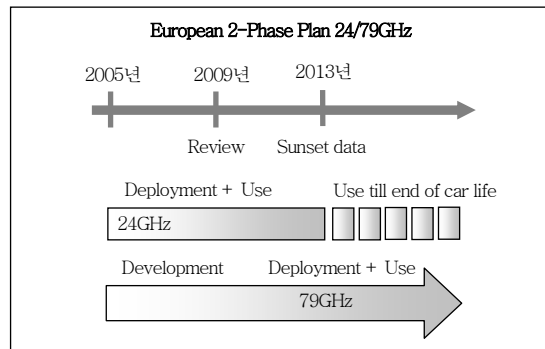 European 2-Phase Plan 24/79GHz
2005년 2009년 2013년
Review Sunset data
Deployment + Use Use till end of car life
24GHz
Development Deployment + Use
79GHz